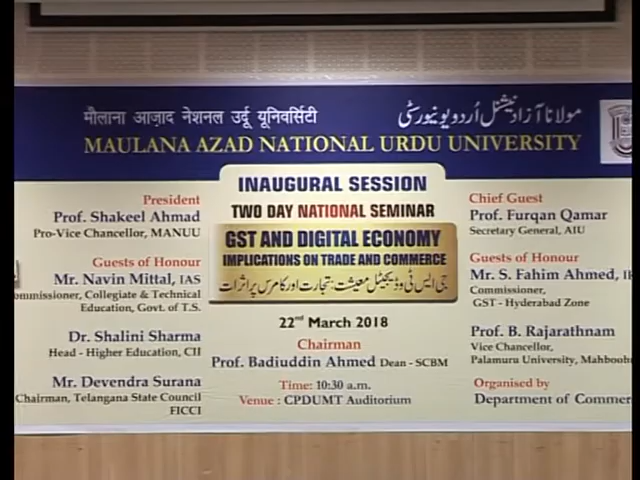 मौलाना आज़ाद नेशनल उर्दू यूनिवर्सिटी
مولانا آزاد نیشنل اُردو یونیورسٹی
MAULANA AZAD NATIONAL URDU UNIVERSITY
INAUGURAL SESSION
TWO DAY NATIONAL SEMINAR
GST AND DIGITAL ECONOMY
IMPLICATIONS ON TRADE AND COMMERCE
جی ایس ٹی و ڈیجیٹل معیشت: تجارت اور کامرس پر اثرات
22nd March 2018
Chairman
Prof. Badiuddin Ahmed Dean - SCBM
Time: 10:30 a.m.
Venue : CPDUMT Auditorium
President
Prof. Shakeel Ahmad
Pro-Vice Chancellor, MANUU
Guests of Honour
Mr. Navin Mittal, IAS
ommissioner, Collegiate & Technical
Education, Govt. of T.S.
Dr. Shalini Sharma
Head - Higher Education, CII
Mr. Devendra Surana
Chairman, Telangana State Council
FICCI
Chief Guest
Prof. Furqan Qamar
Secretary General, AIU
Guests of Honour
Mr. S. Fahim Ahmed,
Commissioner,
GST - Hyderabad Zone
Prof. B. Rajarathnam
Vice Chancellor,
Palamuru University, Mahboob
Organised by
Department of Commer